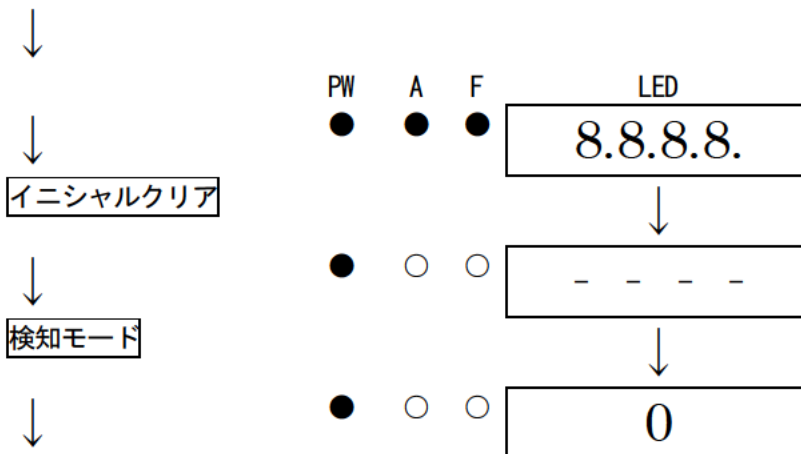 ↓
PW A F LED
↓ ● ● ● 8.8.8.8.
イニシャルクリア ↓
↓ ● ○ ○ - - - -
検知モード ↓
↓ ● ○ ○ 0